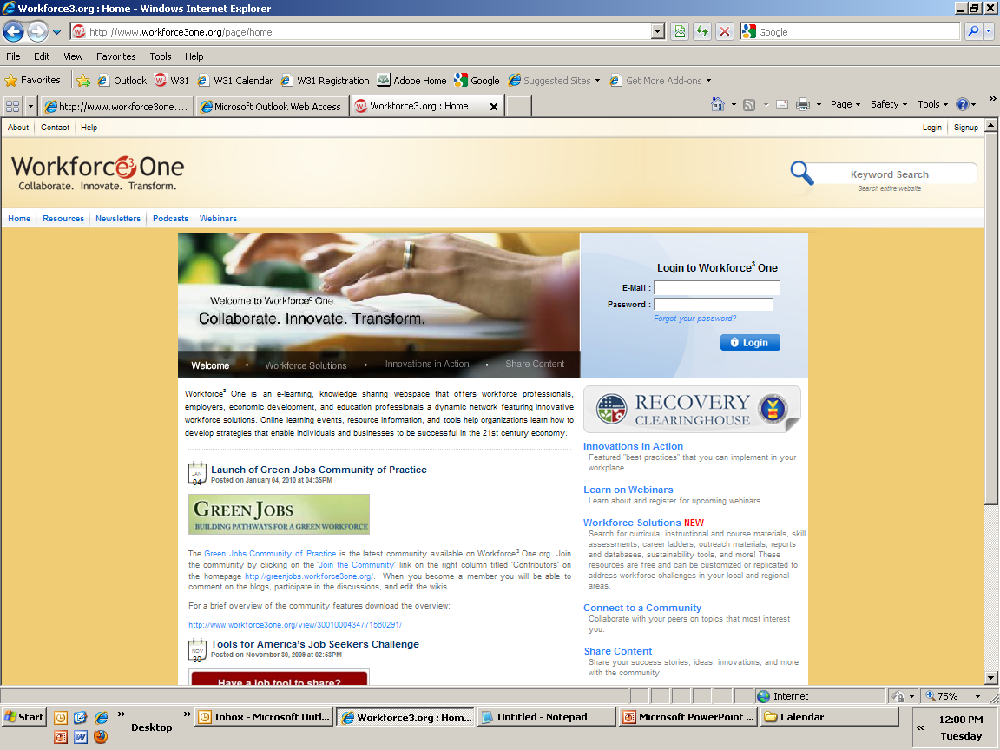 Workforce3.org : Home - Windows Internet Explorer
http://www.workforce3one.org/page/home
Google
File Edit View Favorites Tools Help
Favorites Outlook W31 W31 Calendar W31 Registration Adobe Home Google Suggested Sites Get More Add-ons
http://www.workforce3one.... Microsoft Outlook Web Access Workforce3.org : Home Page Safety Tools
About Contact Help Login Signup
Workforce3One
Collaborate. Innovate. Transform.
Keyword Search
Search entire website
Home Resources Newsletters Podcasts Webinars
Welcome to Workforce3 One
Collaborate. Innovate. Transform.
Welcome • Workforce Solutions • Innovations in Action • Share Content
Login to Workforce3 One
E-Mail :
Password :
Forgot your password?
Login
Workforce3 One is an e-learning, knowledge sharing webspace that offers workforce professionals,
employers, economic development, and education professionals a dynamic network featuring innovative
workforce solutions. Online learning events, resource information, and tools help organizations learn how to
develop strategies that enable individuals and businesses to be successful in the 21st century economy.
JAN
04
Launch of Green Jobs Community of Practice
Posted on January 04, 2010 at 04:35PM
GREEN JOBS
BUILDING PATHWAYS FOR A GREEN WORKFORCE
The Green Jobs Community of Practice is the latest community available on Workforce3 One.org. Join
the community by clicking on the 'Join the Community' link on the right column titled 'Contributors' on
the homepage http://greenjobs.workforce3one.org/. When you become a member you will be able to
comment on the blogs, participate in the discussions, and edit the wikis.
For a brief overview of the community features download the overview:
http://www.workforce3one.org/view/3001000434771560291/
NOV
30
Tools for America's Job Seekers Challenge
Posted on November 30, 2009 at 02:53PM
Have a job tool to share?
RECOVERY
CLEARINGHOUSE
Innovations in Action
Featured "best practices" that you can implement in your
workplace.
Learn on Webinars
Learn about and register for upcoming webinars.
Workforce Solutions NEW
Search for curricula, instructional and course materials, skill
assessments, career ladders, outreach materials, reports
and databases, sustainability tools, and more! These
resources are free and can be customized or replicated to
address workforce challenges in your local and regional
areas.
Connect to a Community
Collaborate with your peers on topics that most interest
you.
Share Content
Share your success stories, ideas, innovations, and more
with the community.
Internet 75%
Start Desktop Inbox - Microsoft Outl... Workforce3.org : Hom... Untitled - Notepad Microsoft PowerPoint ... Calendar
12:00 PM
Tuesday